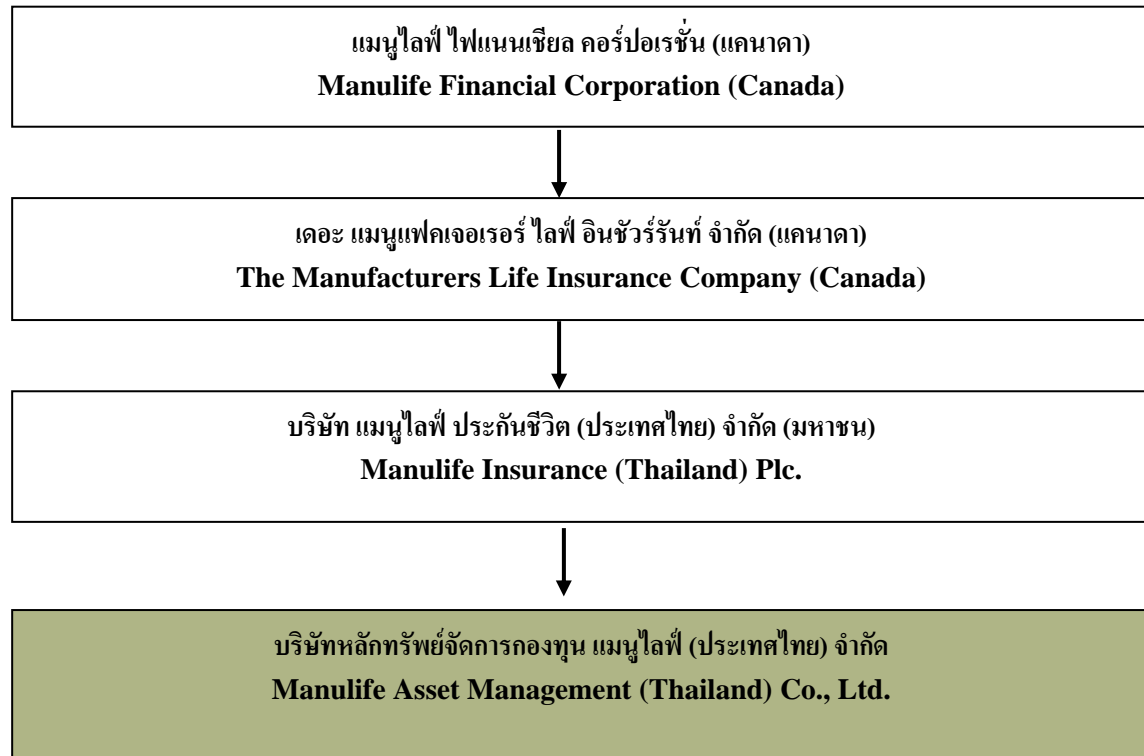 แมนูไลฟ์ ไฟแนนเชียล คอร์ปอเรชั่น (แคนาดา)
Manulife Financial Corporation (Canada)
เดอะ แมนูแฟคเจอเรอร์ ไลฟ์ อินชัวร์รันท์ จำกัด (แคนาดา)
The Manufacturers Life Insurance Company (Canada)
บริษัท แมนูไลฟ์ ประกันชีวิต (ประเทศไทย) จำกัด (มหาชน)
Manulife Insurance (Thailand) Plc.
บริษัทหลักทรัพย์จัดการกองทุน แมนูไลฟ์ (ประเทศไทย) จำกัด
Manulife Asset Management (Thailand) Co., Ltd.